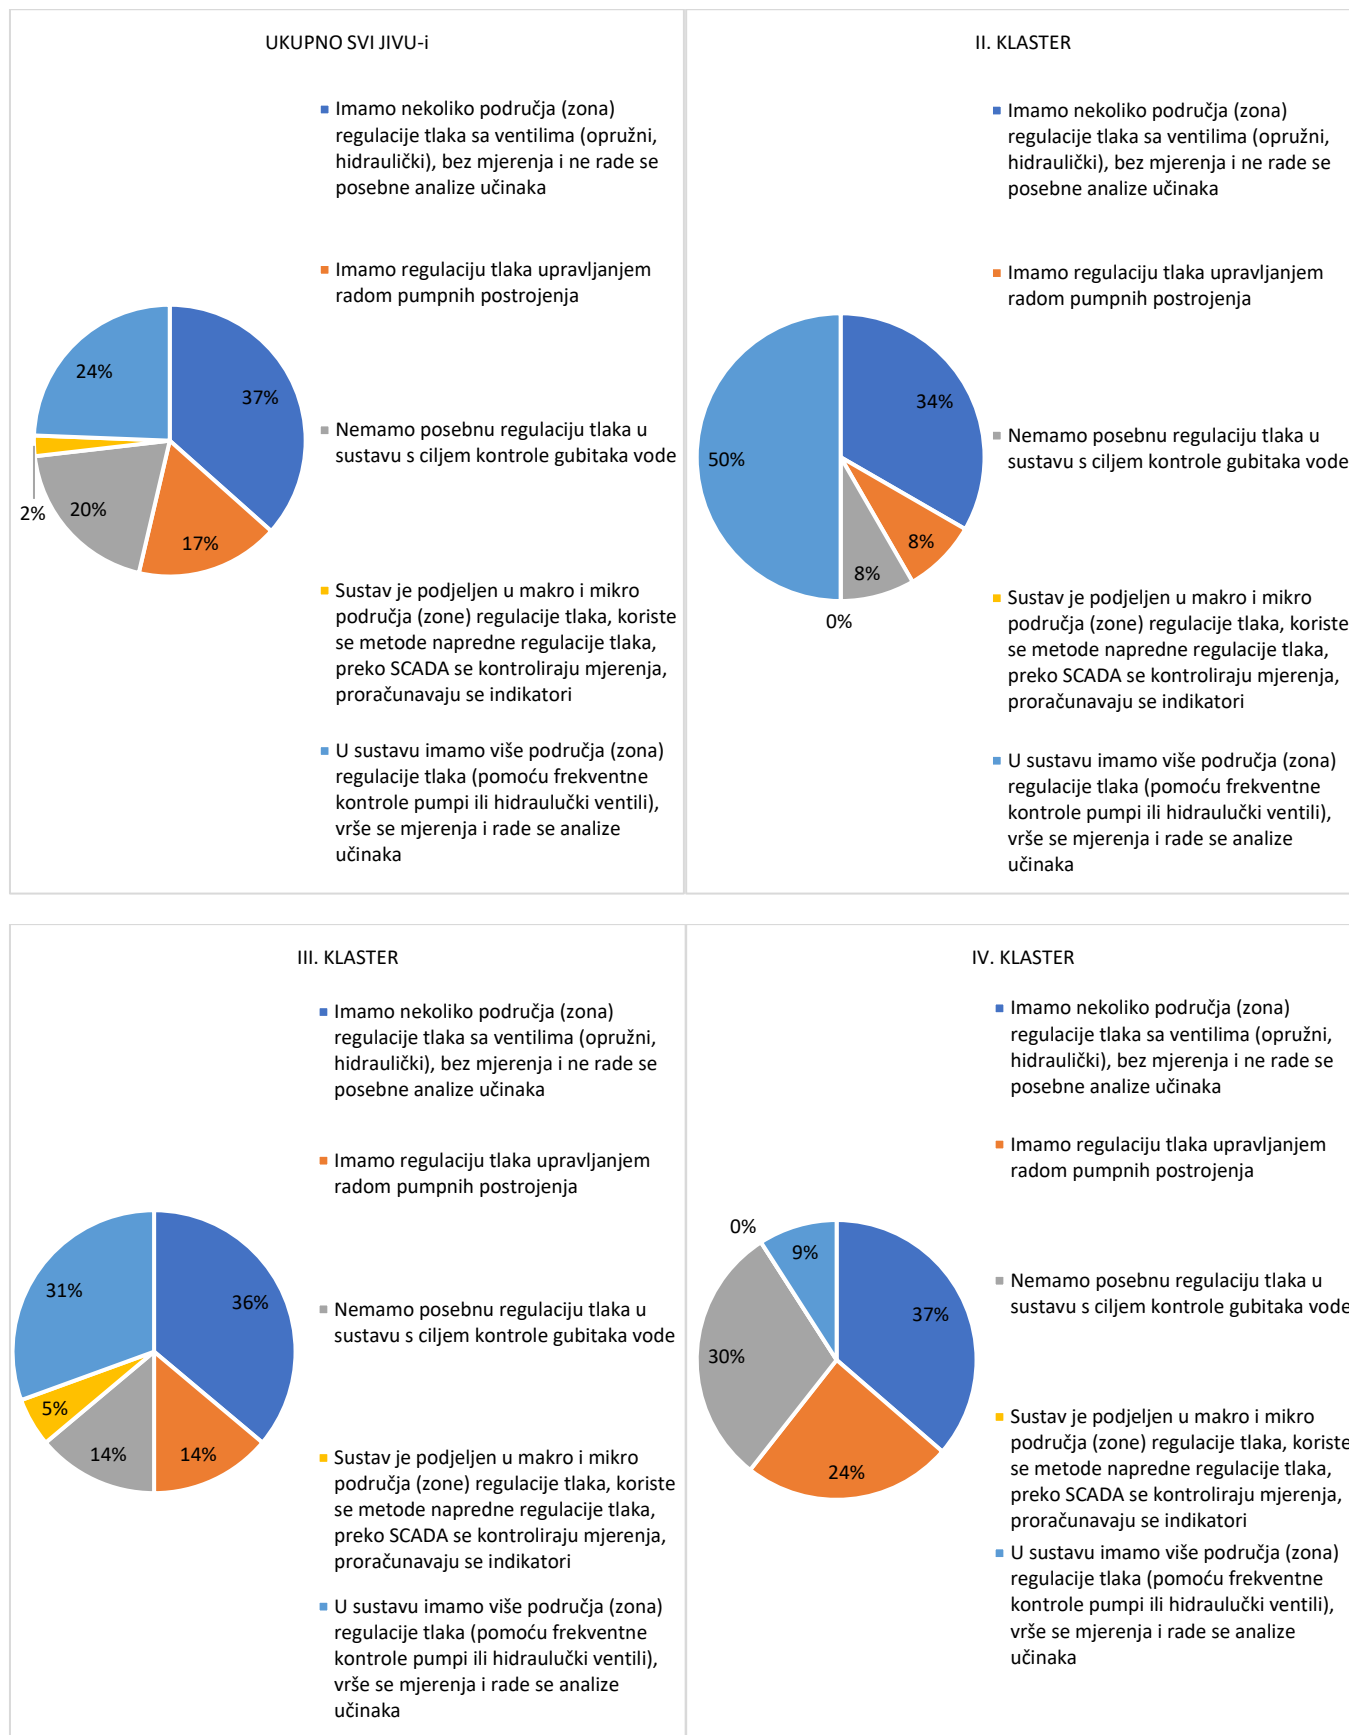 UKUPNO SVI JIVU-i
Imamo nekoliko područja (zona)
regulacije tlaka sa ventilima (opružni,
hidraulički), bez mjerenja i ne rade se
posebne analize učinaka
Imamo regulaciju tlaka upravljanjem
radom pumpnih postrojenja
Nemamo posebnu regulaciju tlaka u
sustavu s ciljem kontrole gubitaka vode
Sustav je podjeljen u makro i mikro
područja (zone) regulacije tlaka, koriste
se metode napredne regulacije tlaka,
preko SCADA se kontroliraju mjerenja,
proračunavaju se indikatori
U sustavu imamo više područja (zona)
regulacije tlaka (pomoću frekventne
kontrole pumpi ili hidraulučki ventili),
vrše se mjerenja i rade se analize
učinaka
24%
37%
2%
20%
17%
II. KLASTER
Imamo nekoliko područja (zona)
regulacije tlaka sa ventilima (opružni,
hidraulički), bez mjerenja i ne rade se
posebne analize učinaka
Imamo regulaciju tlaka upravljanjem
radom pumpnih postrojenja
Nemamo posebnu regulaciju tlaka u
sustavu s ciljem kontrole gubitaka vode
Sustav je podjeljen u makro i mikro
područja (zone) regulacije tlaka, koriste
se metode napredne regulacije tlaka,
preko SCADA se kontroliraju mjerenja,
proračunavaju se indikatori
U sustavu imamo više područja (zona)
regulacije tlaka (pomoću frekventne
kontrole pumpi ili hidraulučki ventili),
vrše se mjerenja i rade se analize
učinaka
34%
50%
8%
8%
0%
III. KLASTER
Imamo nekoliko područja (zona)
regulacije tlaka sa ventilima (opružni,
hidraulički), bez mjerenja i ne rade se
posebne analize učinaka
Imamo regulaciju tlaka upravljanjem
radom pumpnih postrojenja
Nemamo posebnu regulaciju tlaka u
sustavu s ciljem kontrole gubitaka vode
Sustav je podjeljen u makro i mikro
područja (zone) regulacije tlaka, koriste
se metode napredne regulacije tlaka,
preko SCADA se kontroliraju mjerenja,
proračunavaju se indikatori
U sustavu imamo više područja (zona)
regulacije tlaka (pomoću frekventne
kontrole pumpi ili hidraulučki ventili),
vrše se mjerenja i rade se analize
učinaka
31%
36%
5%
14%
14%
IV. KLASTER
Imamo nekoliko područja (zona)
regulacije tlaka sa ventilima (opružni,
hidraulički), bez mjerenja i ne rade se
posebne analize učinaka
Imamo regulaciju tlaka upravljanjem
radom pumpnih postrojenja
Nemamo posebnu regulaciju tlaka u
sustavu s ciljem kontrole gubitaka vode
Sustav je podjeljen u makro i mikro
područja (zone) regulacije tlaka, koriste
se metode napredne regulacije tlaka,
preko SCADA se kontroliraju mjerenja,
proračunavaju se indikatori
U sustavu imamo više područja (zona)
regulacije tlaka (pomoću frekventne
kontrole pumpi ili hidraulučki ventili),
vrše se mjerenja i rade se analize
učinaka
0%
9%
37%
30%
24%